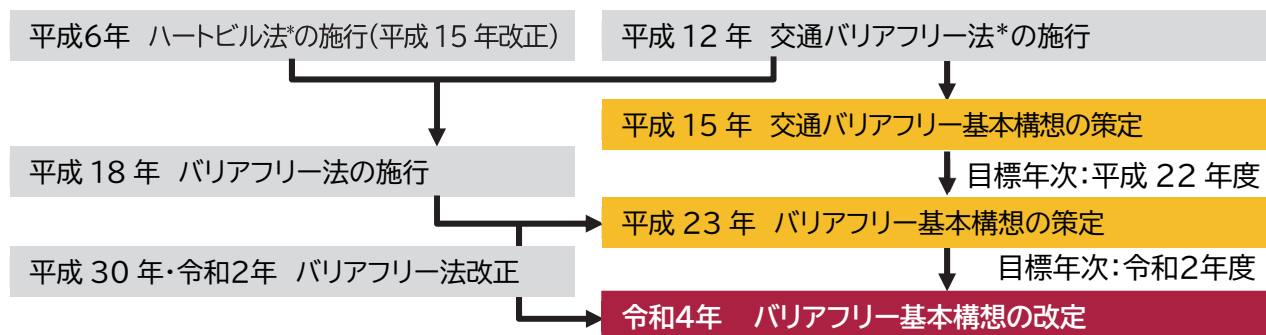 平成6年 ハートビル法*の施行(平成15年改正)
平成 12 年 交通バリアフリー法*の施行
平成 15 年 交通バリアフリー基本構想の策定
平成 18 年 バリアフリー法の施行
目標年次:平成 22 年度
平成 23 年 バリアフリー基本構想の策定
平成 30 年・令和2年 バリアフリー法改正
目標年次:令和2年度
令和4年 バリアフリー基本構想の改定